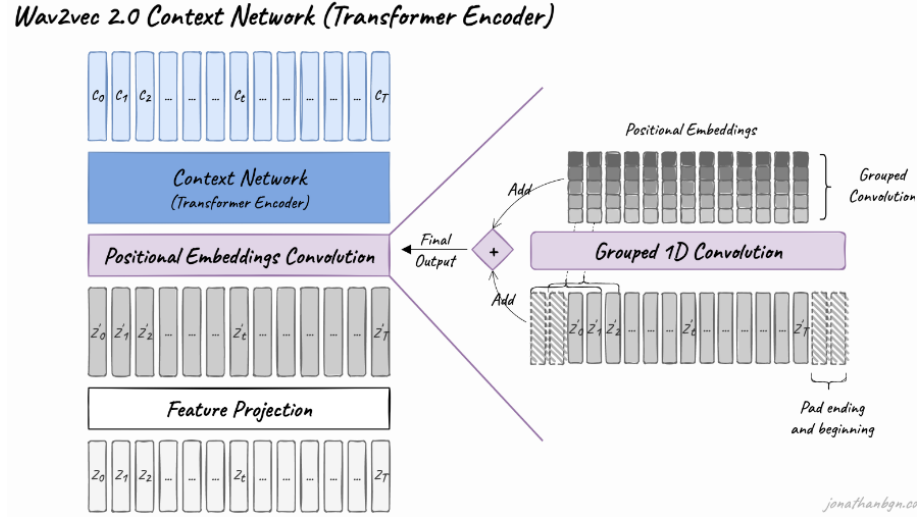 Wav2vec 2.0 Context Network (Transformer Encoder)
C0 C1 C2 ... ... ... Ct ... ... ... ... ... CT
Context Network
(Transformer Encoder)
Positional Embeddings Convolution
Z'0 Z'1 Z'2 ... ... ... Z't ... ... ... ... ... Z'T
Feature Projection
Z0 Z1 Z2 ... ... ... Zt ... ... ... ... ... ZT
Positional Embeddings
Grouped
Convolution
Add
+
Final
Output
Grouped 1D Convolution
Add
Z'0 Z'1 Z'2 ... ... ... Z't ... ... ... ... ... Z'T
Pad ending
and beginning
jonathanbgn.co